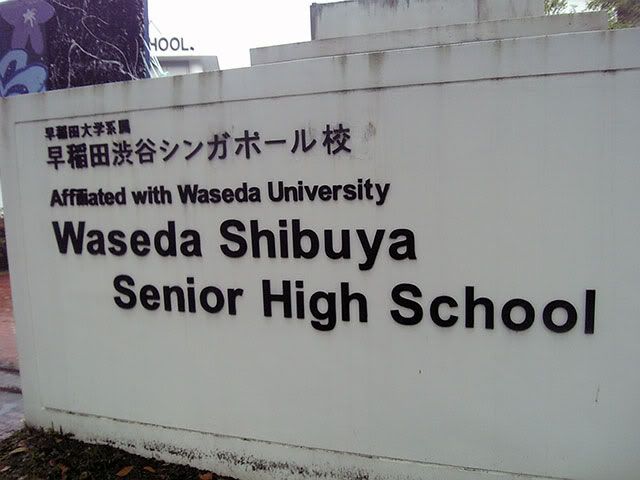 HOOL.
早稲田大学系属
早稲田渋谷シンガポール校
Affiliated with Waseda University
Waseda Shibuya
Senior High School